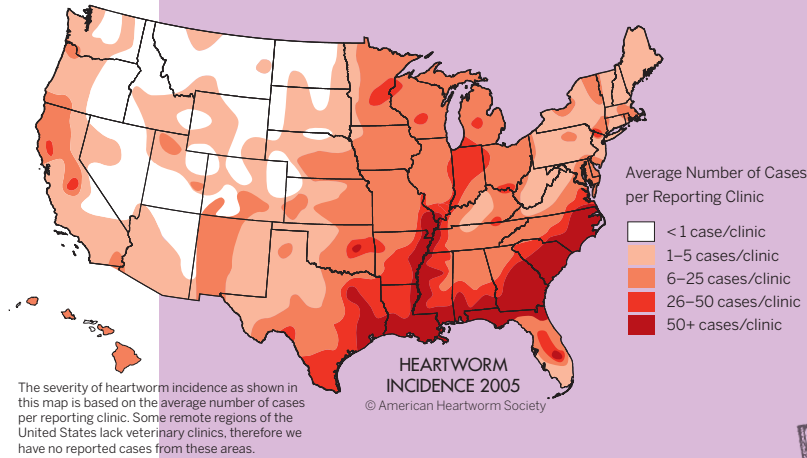 Average Number of Cases
per Reporting Clinic
< 1 case/clinic
1–5 cases/clinic
6–25 cases/clinic
26–50 cases/clinic
50+ cases/clinic
HEARTWORM
INCIDENCE 2005
© American Heartworm Society
The severity of heartworm incidence as shown in
this map is based on the average number of cases
per reporting clinic. Some remote regions of the
United States lack veterinary clinics, therefore we
have no reported cases from these areas.